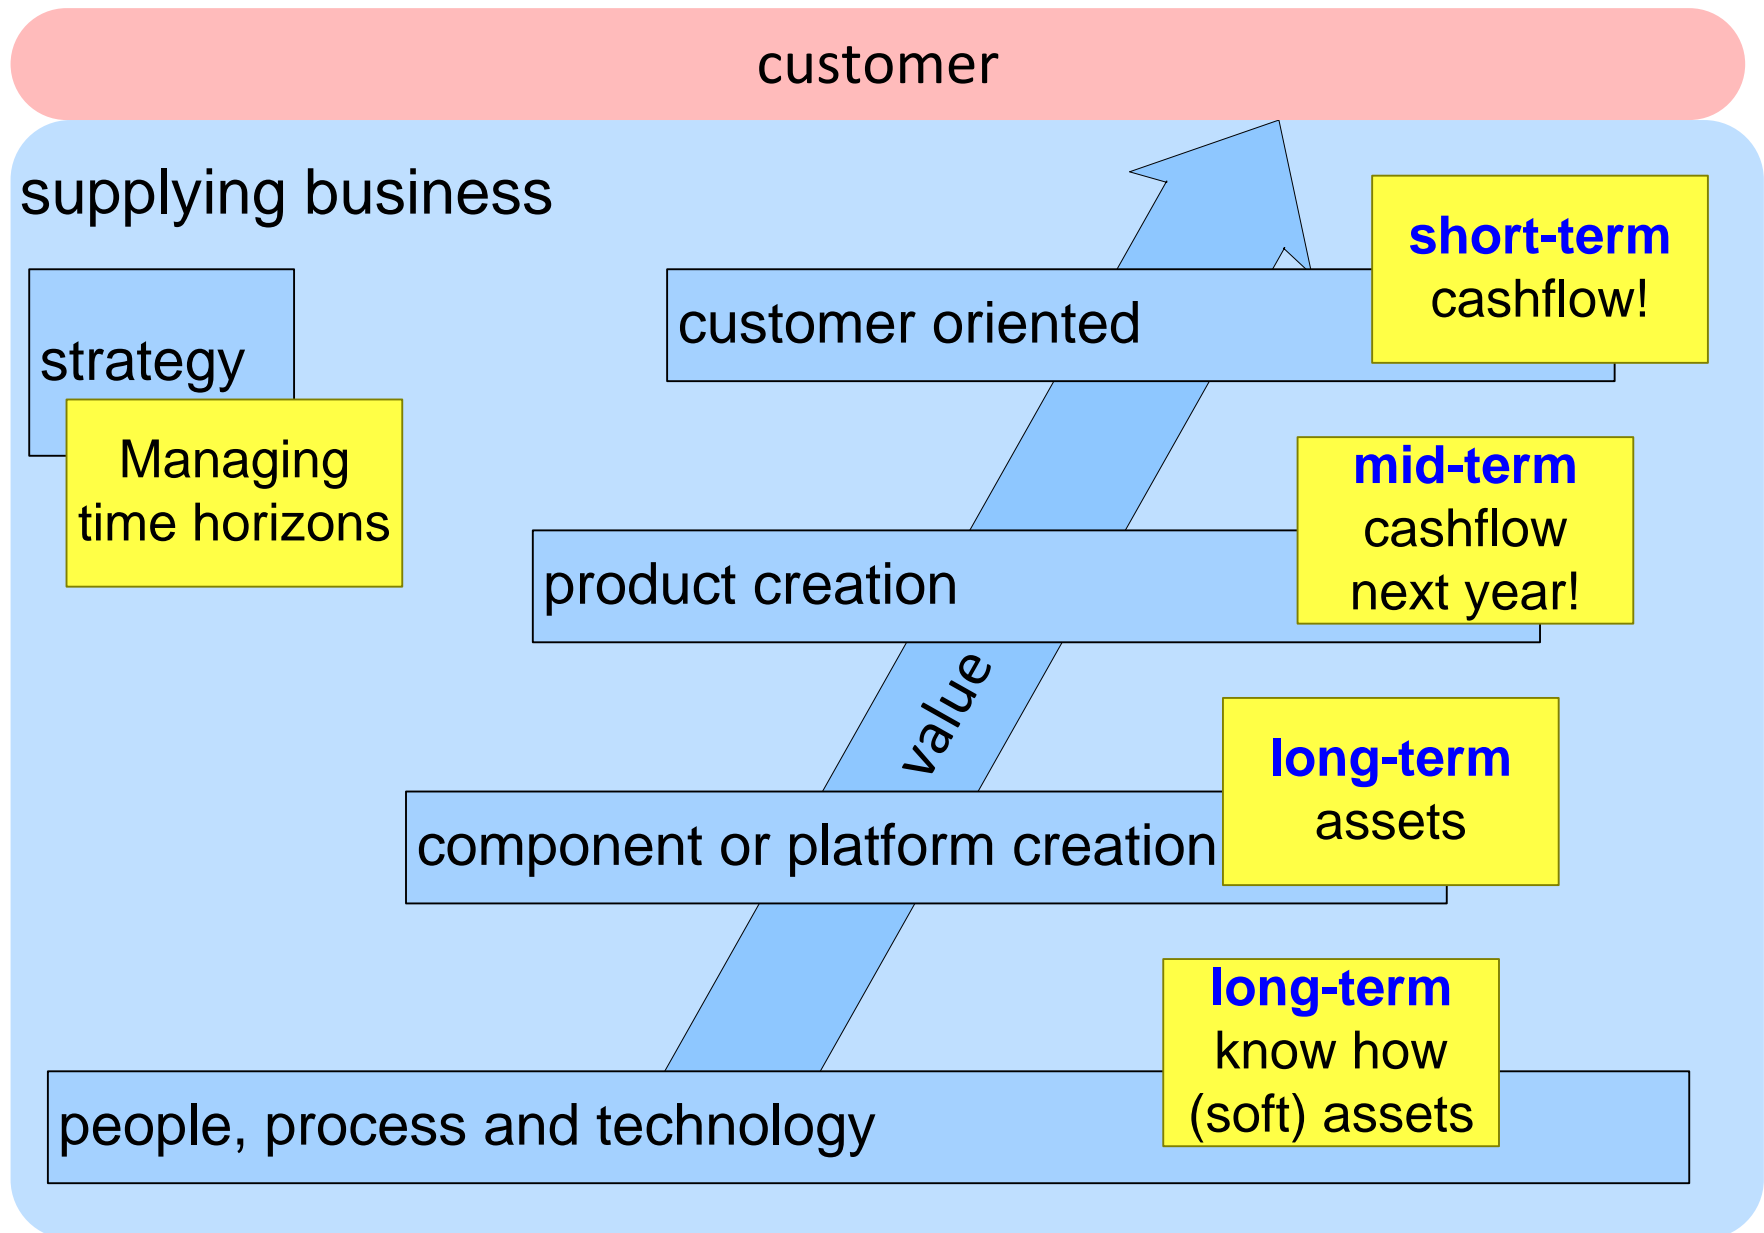 customer
supplying business
strategy
Managing
time horizons
customer oriented
short-term
cashflow!
product creation
mid-term
cashflow
next year!
value
component or platform creation
long-term
assets
people, process and technology
long-term
know how
(soft) assets